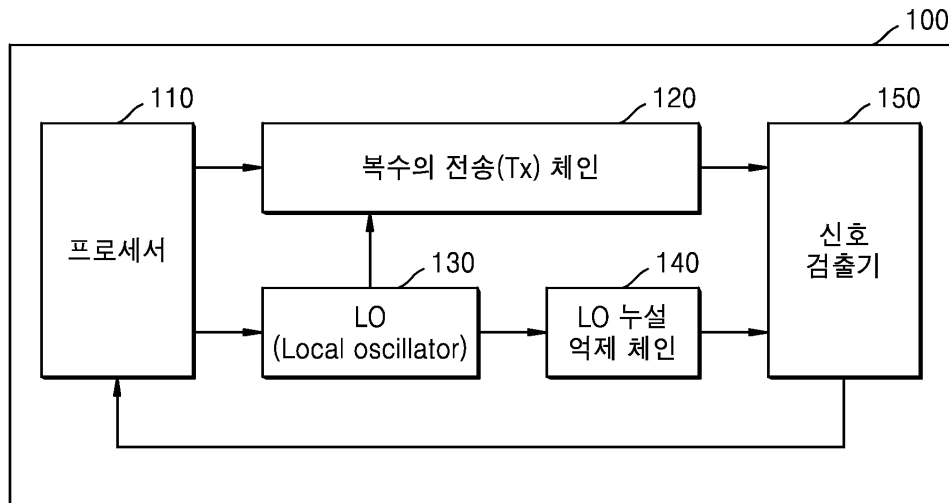 100
110
120
150
복수의 전송(Tx) 체인
프로세서
신호
검출기
130
140
LO
(Local oscillator)
LO 누설
억제 체인